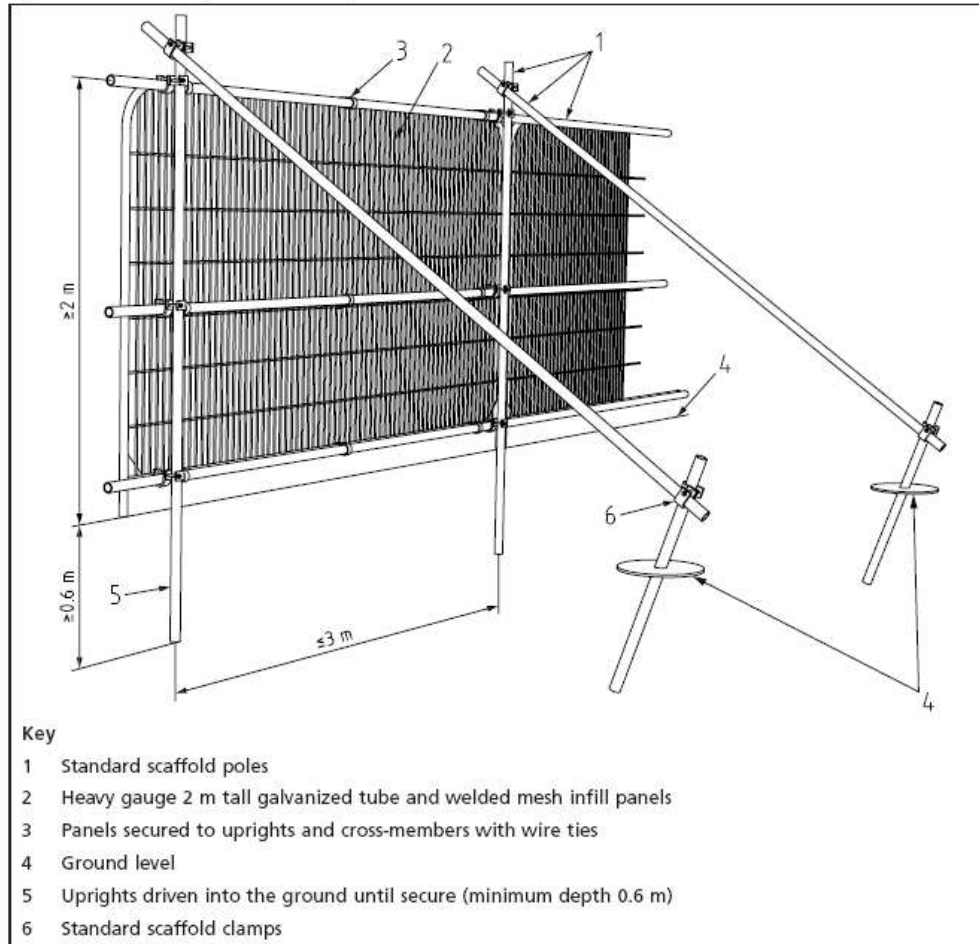 1
3
2
≥2 m
4
6
5
≥0.6 m
≤3 m
4
Key
1 Standard scaffold poles
2 Heavy gauge 2 m tall galvanized tube and welded mesh infill panels
3 Panels secured to uprights and cross-members with wire ties
4 Ground level
5 Uprights driven into the ground until secure (minimum depth 0.6 m)
6 Standard scaffold clamps